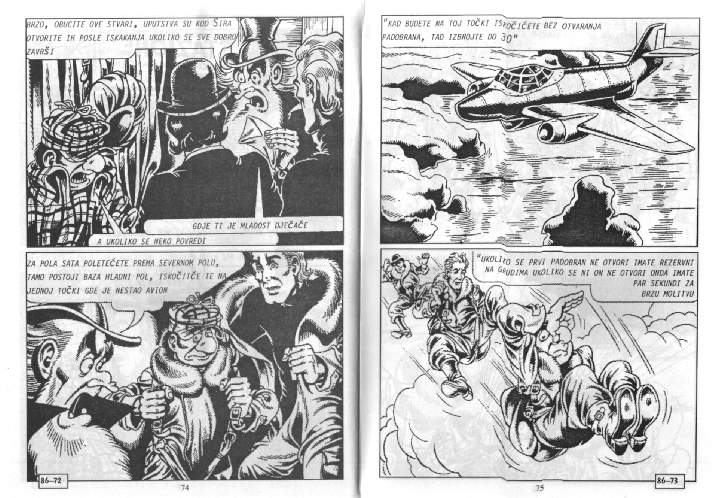 BRZO, OBUCITE OVE STVARI, UPUTSTVA SU KOD ŠIRA
OTVORITE IH POSLE ISKAKANJA UKOLIKO SE SVE DOBRO
ZAVRŠI
GDJE TI JE MLADOST DJEČAČE
A UKOLIKO SE NEKO POVREDI
ZA POLA SATA POLETEĆETE PREMA SEVERNOM POLU,
TAMO POSTOJI BAZA HLADNI POL, ISKOČIĆETE NA
JEDNOJ TOČKI GDE JE NESTAO AVION
86-72
74
"KAD BUDETE NA TOJ TOČKI ISKOČIĆETE BEZ OTVARANJA
PADOBRANA, TAD IZBROJTE DO 30"
"UKOLIKO SE PRVI PADOBRAN NE OTVORI IMATE REZERVNI
NA GRUDIMA UKOLIKO SE NI ON NE OTVORI ONDA IMATE
PAR SEKUNDI ZA
BRZU MOLITVU
86-73
75